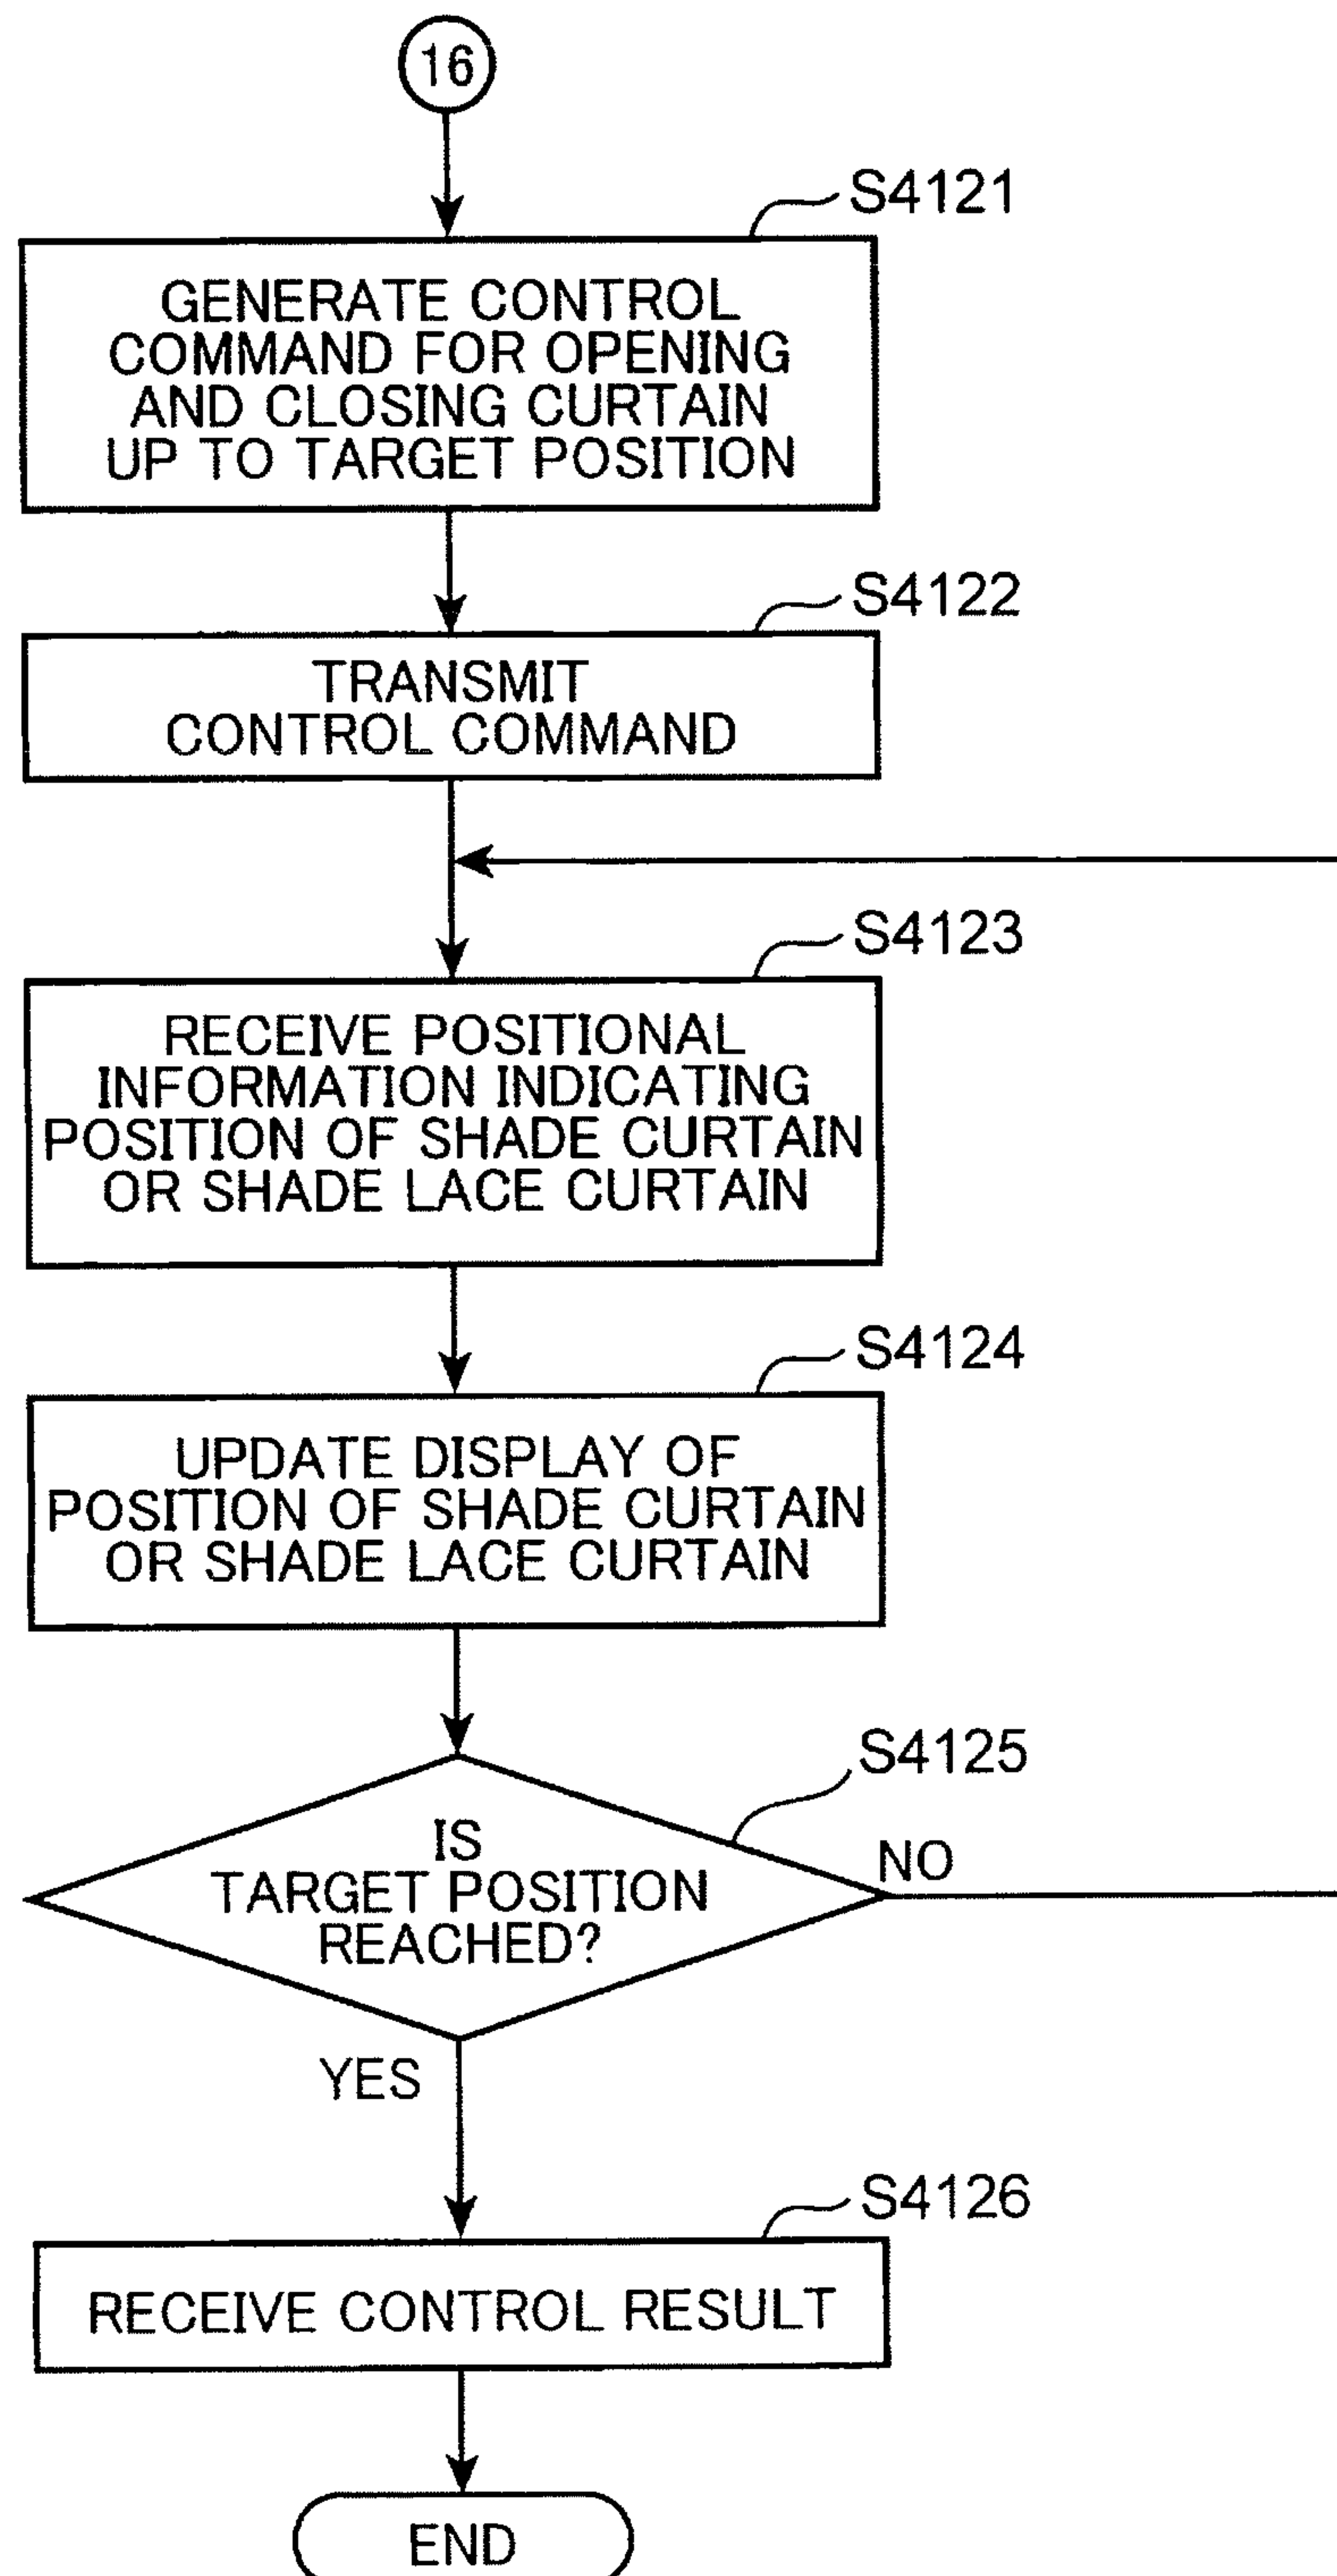 16
S4121
GENERATE CONTROL
COMMAND FOR OPENING
AND CLOSING CURTAIN
UP TO TARGET POSITION
S4122
TRANSMIT
CONTROL COMMAND
S4123
RECEIVE POSITIONAL
INFORMATION INDICATING
POSITION OF SHADE CURTAIN
OR SHADE LACE CURTAIN
S4124
UPDATE DISPLAY OF
POSITION OF SHADE CURTAIN
OR SHADE LACE CURTAIN
S4125
IS
TARGET POSITION
REACHED?
NO
YES
S4126
RECEIVE CONTROL RESULT
END